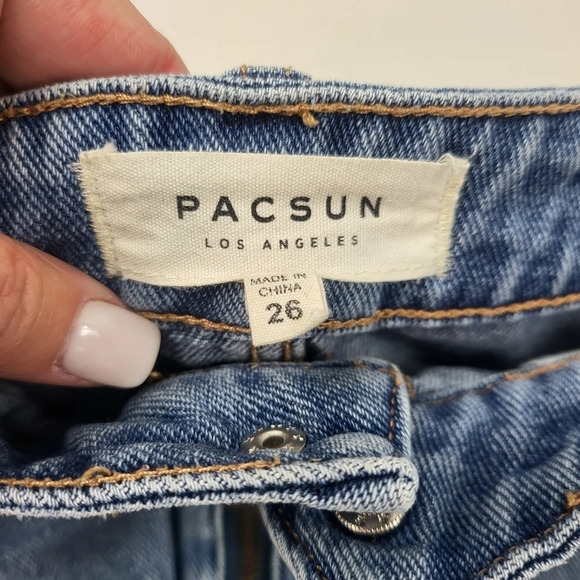 PACSUN
LOS ANGELES
MADE IN
CHINA
26